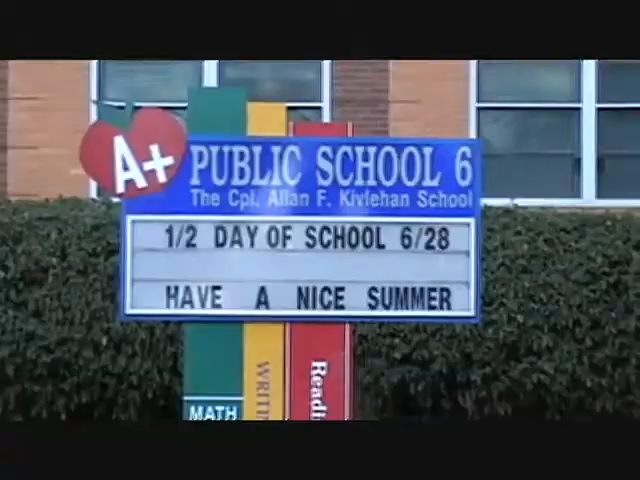 A+
PUBLIC SCHOOL 6
The Cpl. Allan F. Kivlehan School
1/2 DAY OF SCHOOL 6/28
HAVE A NICE SUMMER
MATH